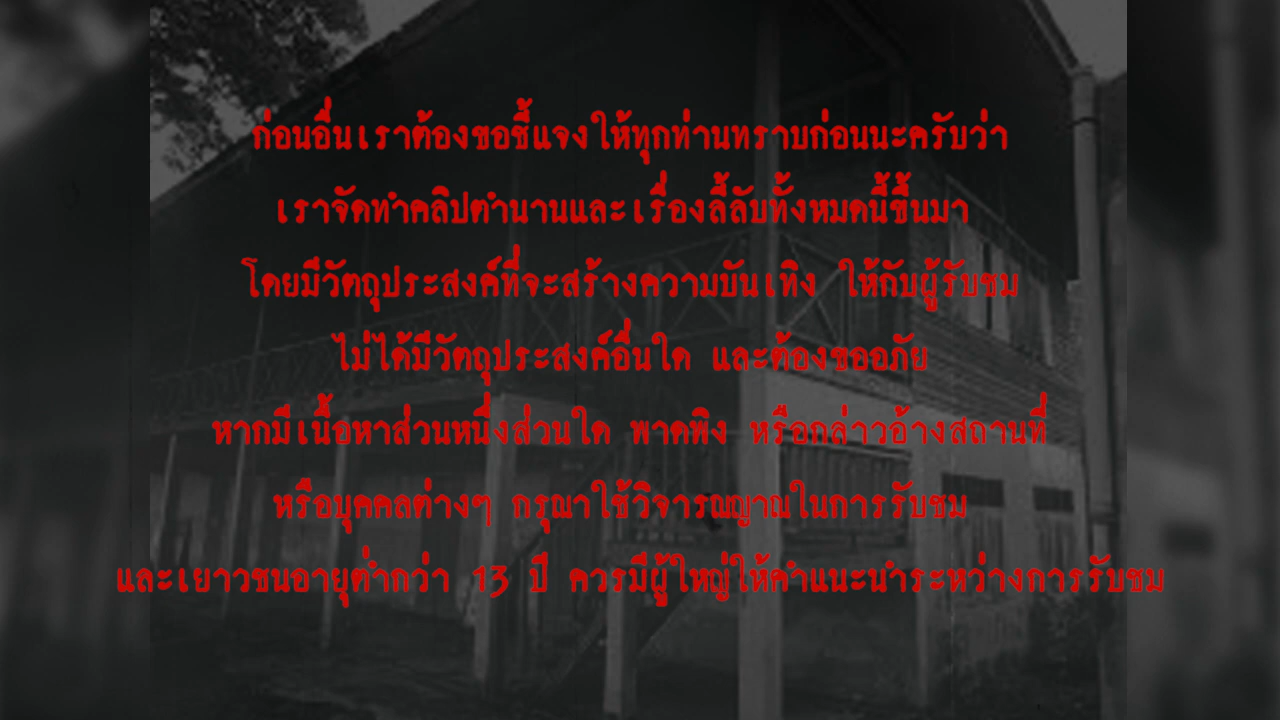 ก่อนอื่นเราต้องขอชี้แจงให้ทุกท่านทราบก่อนนะครับว่า
เราจัดทำคลิปตำนานและเรื่องลี้ลับทั้งหมดนี้ขึ้นมา
โดยมีวัตถุประสงค์ที่จะสร้างความบันเทิง ให้กับผู้รับชม
ไม่ได้มีวัตถุประสงค์อื่นใด และต้องขออภัย
หากมีเนื้อหาส่วนหนึ่งส่วนใด พาดพิง หรือกล่าวอ้างสถานที่
หรือบุคคลต่างๆ กรุณาใช้วิจารณญาณในการรับชม
และเยาวชนอายุต่ำกว่า 13 ปี ควรมีผู้ใหญ่ให้คำแนะนำระหว่างการรับชม